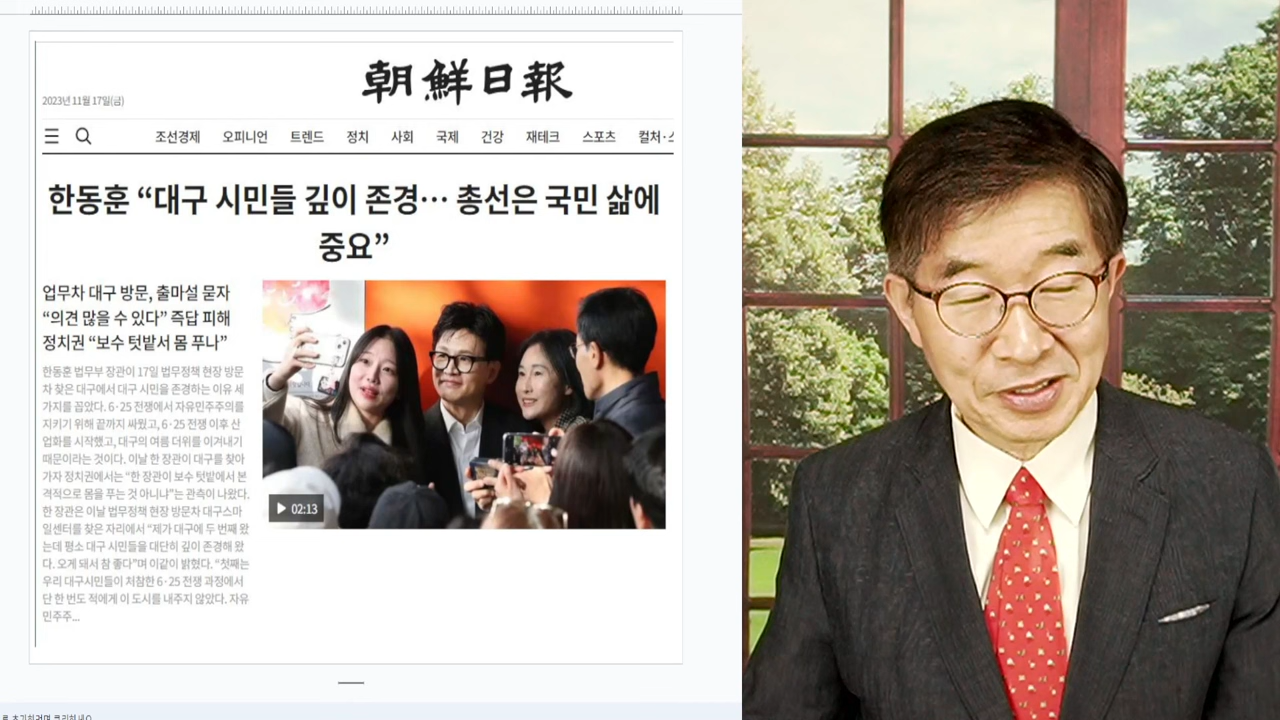 朝鮮日報
2023년 11월 17일(금)
조선경제 오피니언 트렌드 정치 사회 국제 건강 재테크 스포츠 컬처·스
한동훈 “대구 시민들 깊이 존경… 총선은 국민 삶에
중요”
업무차 대구 방문, 출마설 묻자
“의견 많을 수 있다” 즉답 피해
정치권 “보수 텃밭서 몸 푸나”
한동훈 법무부 장관이 17일 법무정책 현장 방문
차 찾은 대구에서 대구 시민을 존경하는 이유 세
가지를 꼽았다. 6·25 전쟁에서 자유민주주의를
지키기 위해 끝까지 싸웠고, 6·25 전쟁 이후 산
업화를 시작했고, 대구의 여름 더위를 이겨내기
때문이라는 것이다. 이날 한 장관이 대구를 찾아
가자 정치권에서는 “한 장관이 보수 텃밭에서 본
격적으로 몸을 푸는 것 아니냐”는 관측이 나왔다.
한 장관은 이날 법무정책 현장 방문차 대구스마
일센터를 찾은 자리에서 “제가 대구에 두 번째 왔
는데 평소 대구 시민들을 대단히 깊이 존경해 왔
다. 오게 돼서 참 좋다”며 이같이 밝혔다. “첫째는
우리 대구시민들이 처참한 6·25 전쟁 과정에서
단 한 번도 적에게 이 도시를 내주지 않았다. 자유
민주주...
02:13